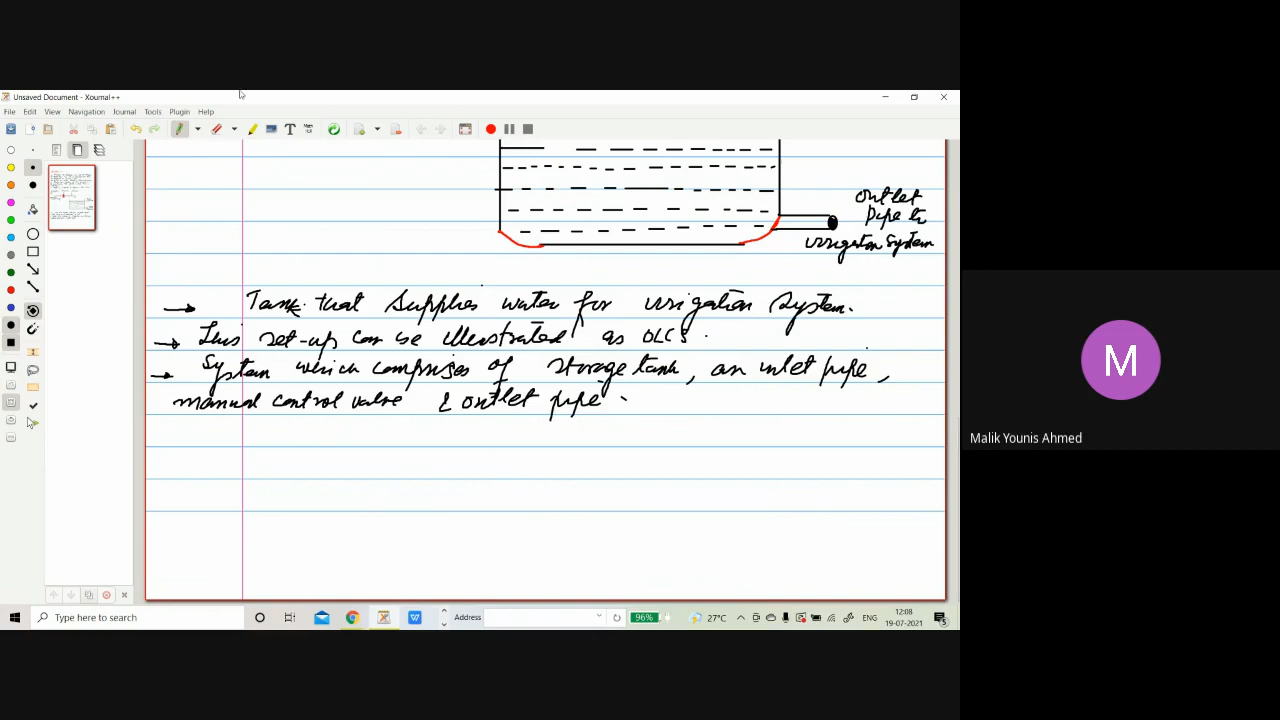 Unsaved Document - Xournal++
File Edit View Navigation Journal Tools Plugin Help
outlet
pipe to
irrigation system
→ Tank that supplies water for irrigation system.
→ This set-up can be illustrated as OLCS.
→ System which comprises of storage tank, an inlet pipe,
manual control valve & outlet pipe.
M
Malik Younis Ahmed
Type here to search
Address
96%
27°C
ENG
12:08
19-07-2021
5